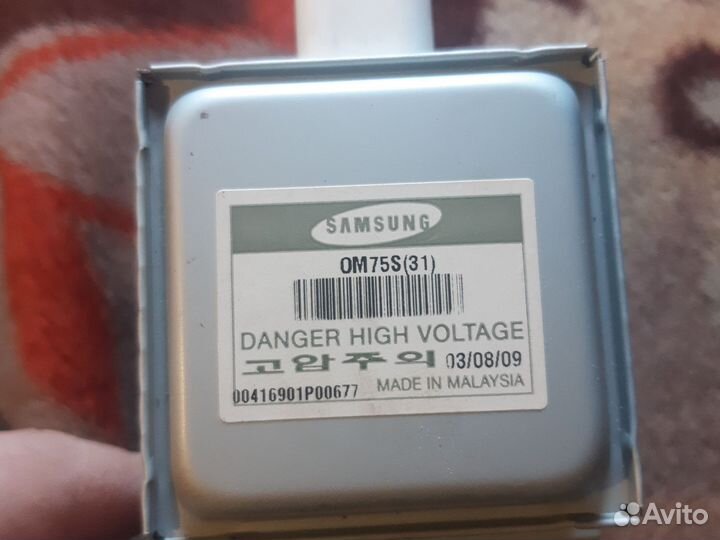 SAMSUNG
OM75S(31)
DANGER HIGH VOLTAGE
고압주의 03/08/09
00416901P00677 MADE IN MALAYSIA
Avito